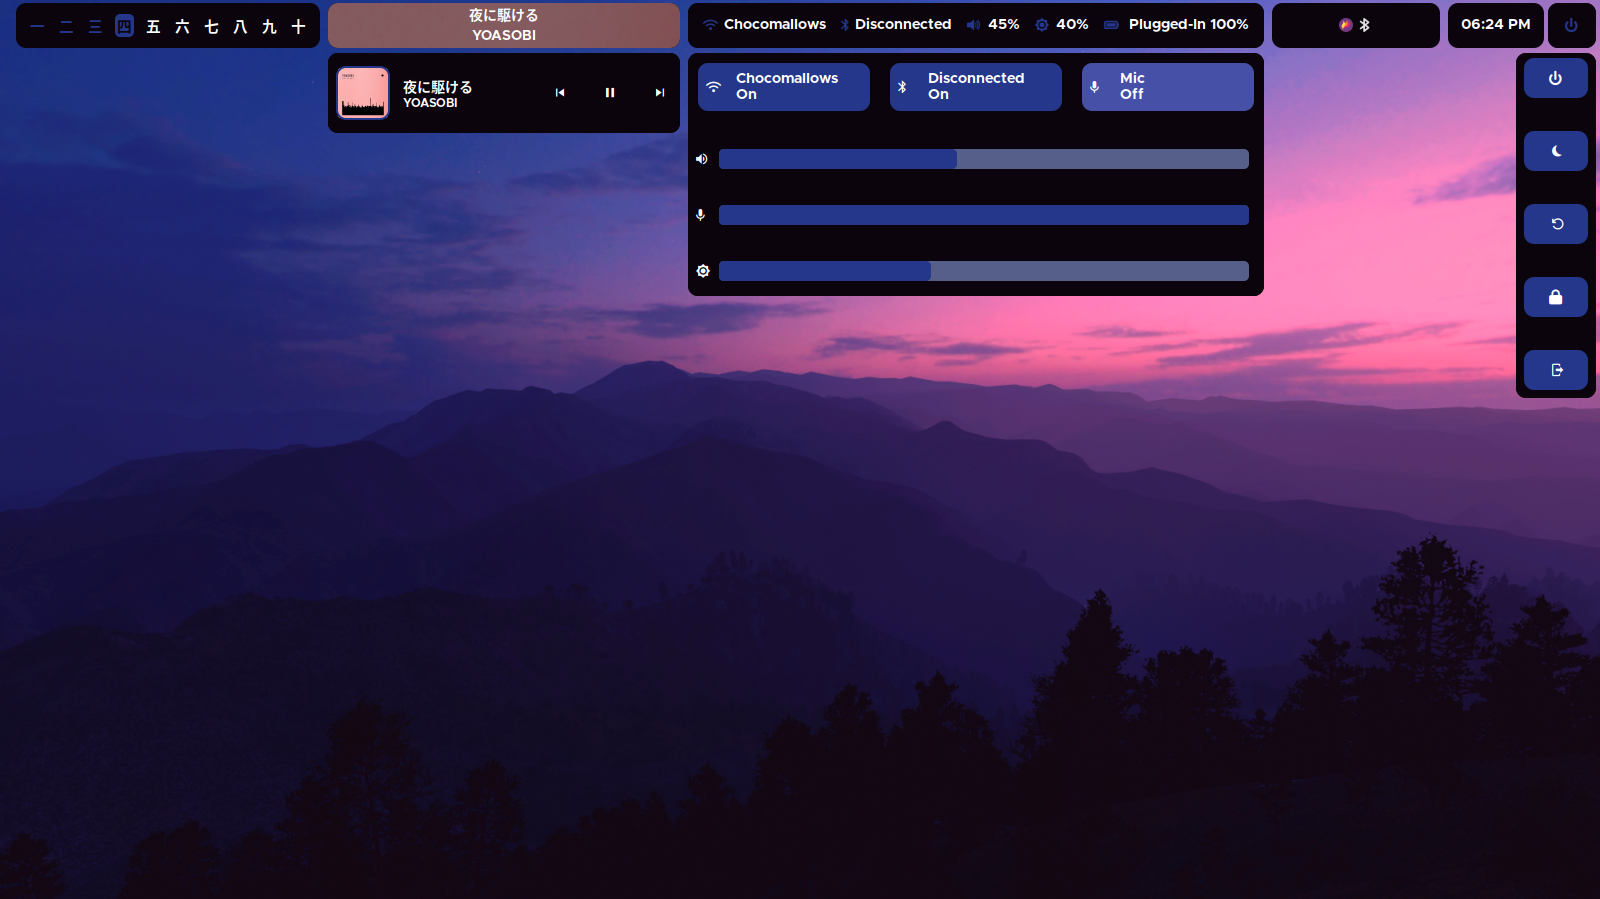 一 二 三 四 五 六 七 八 九 十
夜に駆ける
YOASOBI
Chocomallows Disconnected 45% 40% Plugged-In 100%
06:24 PM
夜に駆ける
YOASOBI
Chocomallows
On
Disconnected
On
Mic
Off